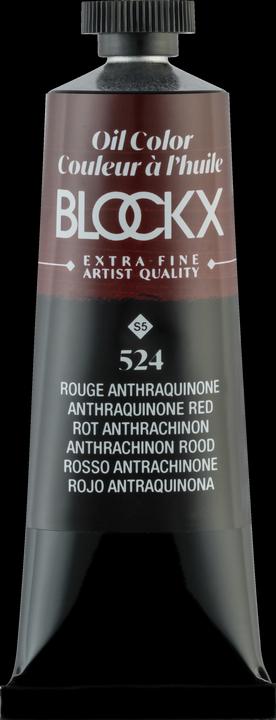 Oil Color
Couleur à l'huile
BLOCKX
EXTRA-FINE
ARTIST QUALITY
S5
524
ROUGE ANTHRAQUINONE
ANTHRAQUINONE RED
ROT ANTHRACHINON
ANTHRACHINON ROOD
ROSSO ANTRACHINONE
ROJO ANTRAQUINONA